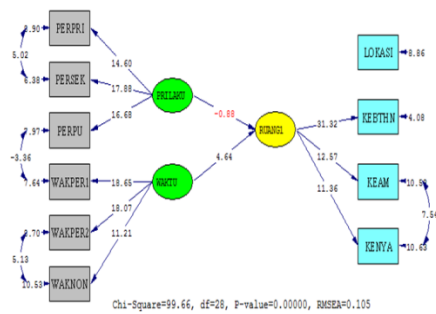 8.90
PERPRI
5.02
14.60
LOKASI
8.86
6.38
PERSEK
17.88
PRILAKU
-0.88
31.32
KEBTHN
4.08
7.97
PERPU
16.68
RUANG1
-3.36
4.64
12.57
7.64
WAKPER1
18.65
WAKTU
KEAM
10.53
11.36
7.54
18.07
8.70
WAKPER2
11.21
KENYA
10.63
5.13
10.53
WAKNON
Chi-Square=99.66, df=28, P-value=0.00000, RMSEA=0.105